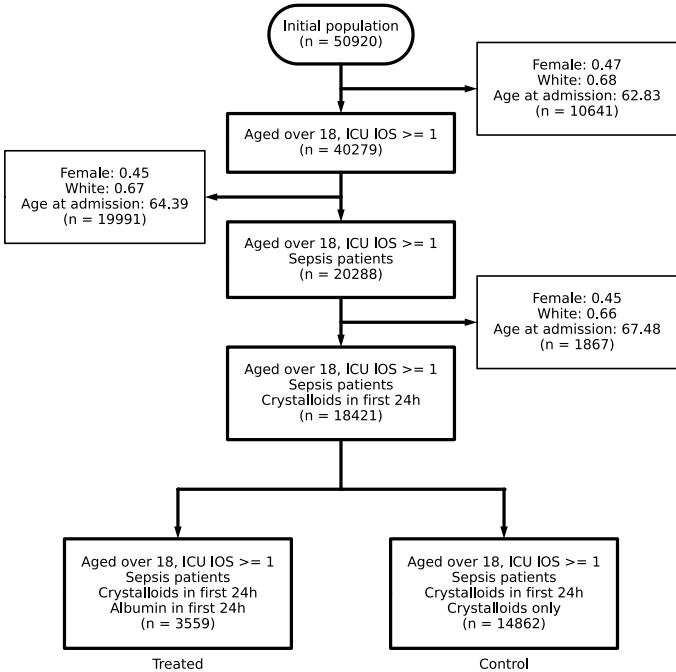 Initial population
(n = 50920)
Female: 0.47
White: 0.68
Age at admission: 62.83
(n = 10641)
Aged over 18, ICU lOS >= 1
(n = 40279)
Female: 0.45
White: 0.67
Age at admission: 64.39
(n = 19991)
Aged over 18, ICU lOS >= 1
Sepsis patients
(n = 20288)
Female: 0.45
White: 0.66
Age at admission: 67.48
(n = 1867)
Aged over 18, ICU lOS >= 1
Sepsis patients
Crystalloids in first 24h
(n = 18421)
Aged over 18, ICU lOS >= 1
Sepsis patients
Crystalloids in first 24h
Albumin in first 24h
(n = 3559)
Treated
Aged over 18, ICU lOS >= 1
Sepsis patients
Crystalloids in first 24h
Crystalloids only
(n = 14862)
Control